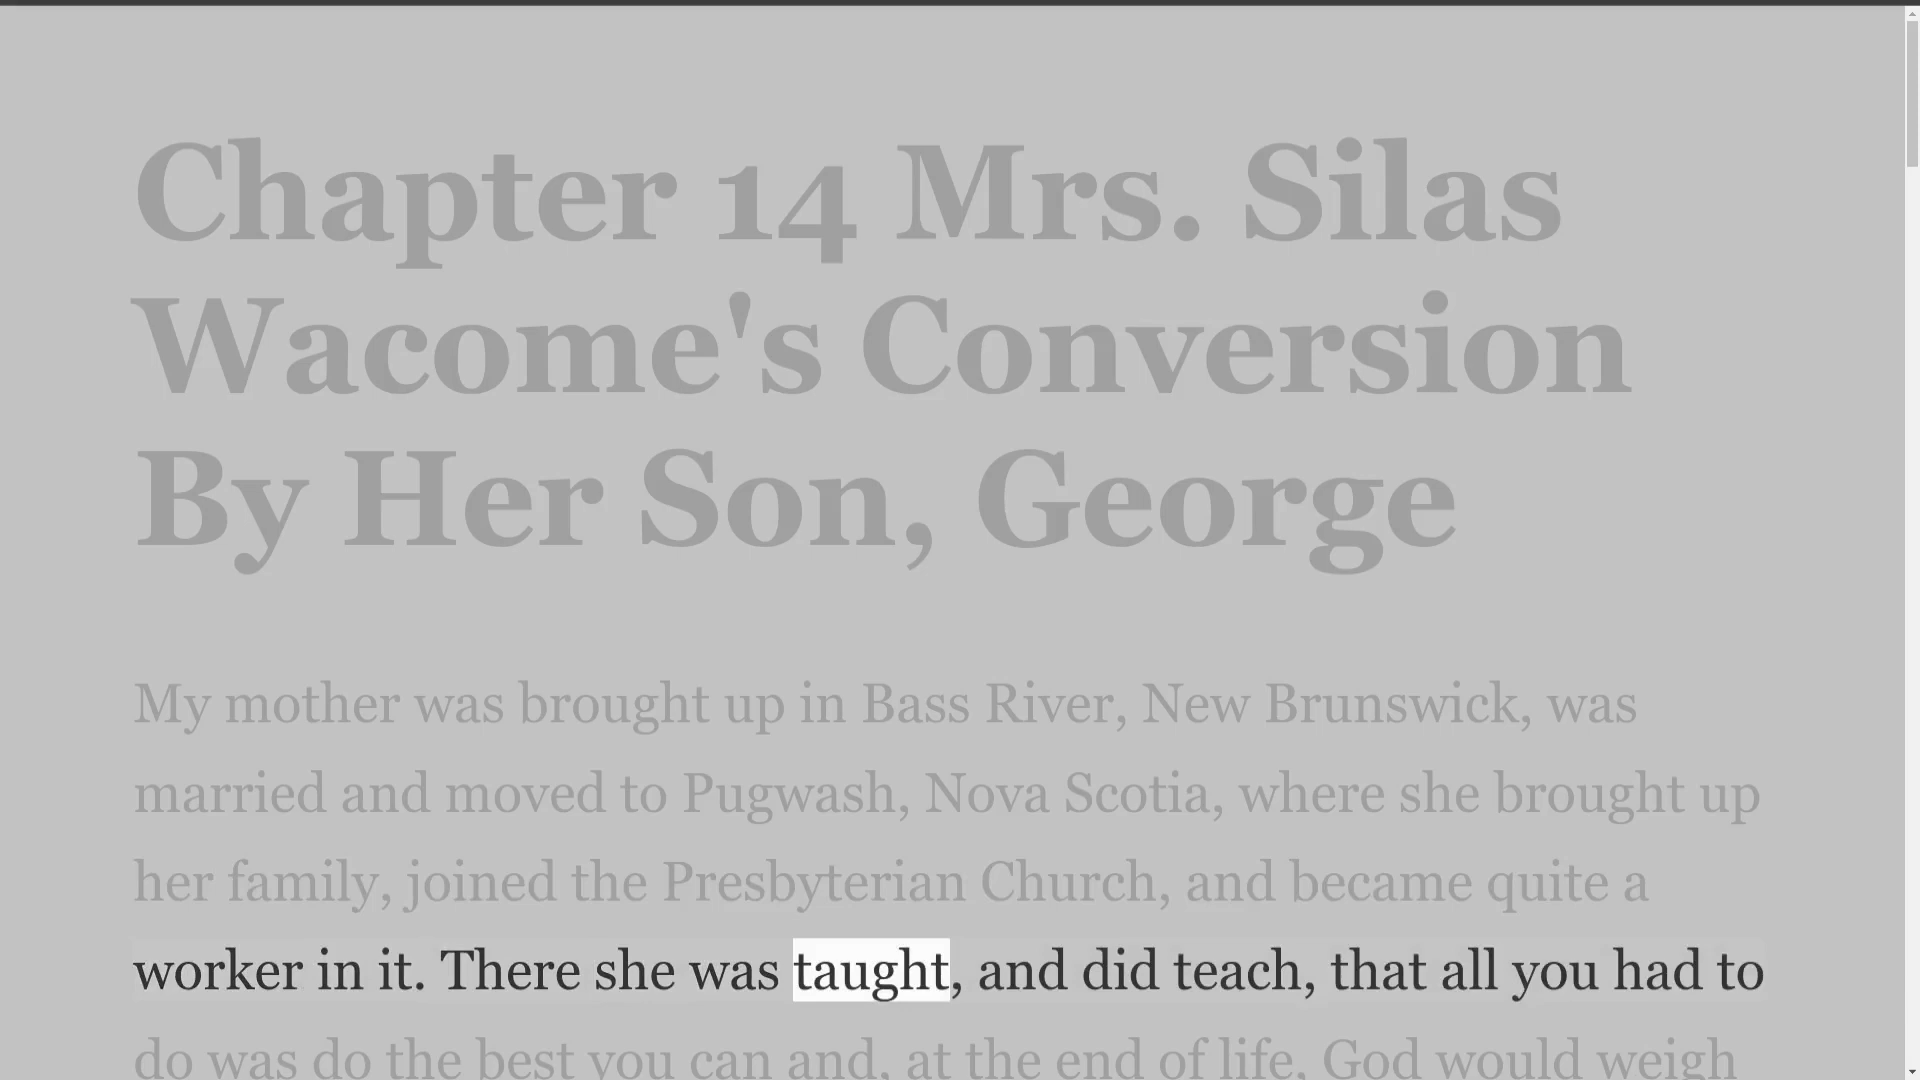 Chapter 14 Mrs. Silas
Wacome's Conversion
By Her Son, George
My mother was brought up in Bass River, New Brunswick, was
married and moved to Pugwash, Nova Scotia, where she brought up
her family, joined the Presbyterian Church, and became quite a
worker in it. There she was taught, and did teach, that all you had to
do was do the best you can and, at the end of life, God would weigh